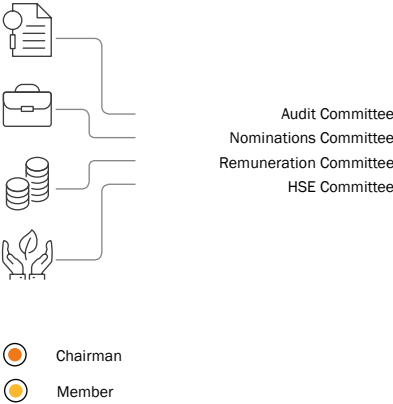 Audit Committee
Nominations Committee
Remuneration Committee
HSE Committee
Chairman
Member